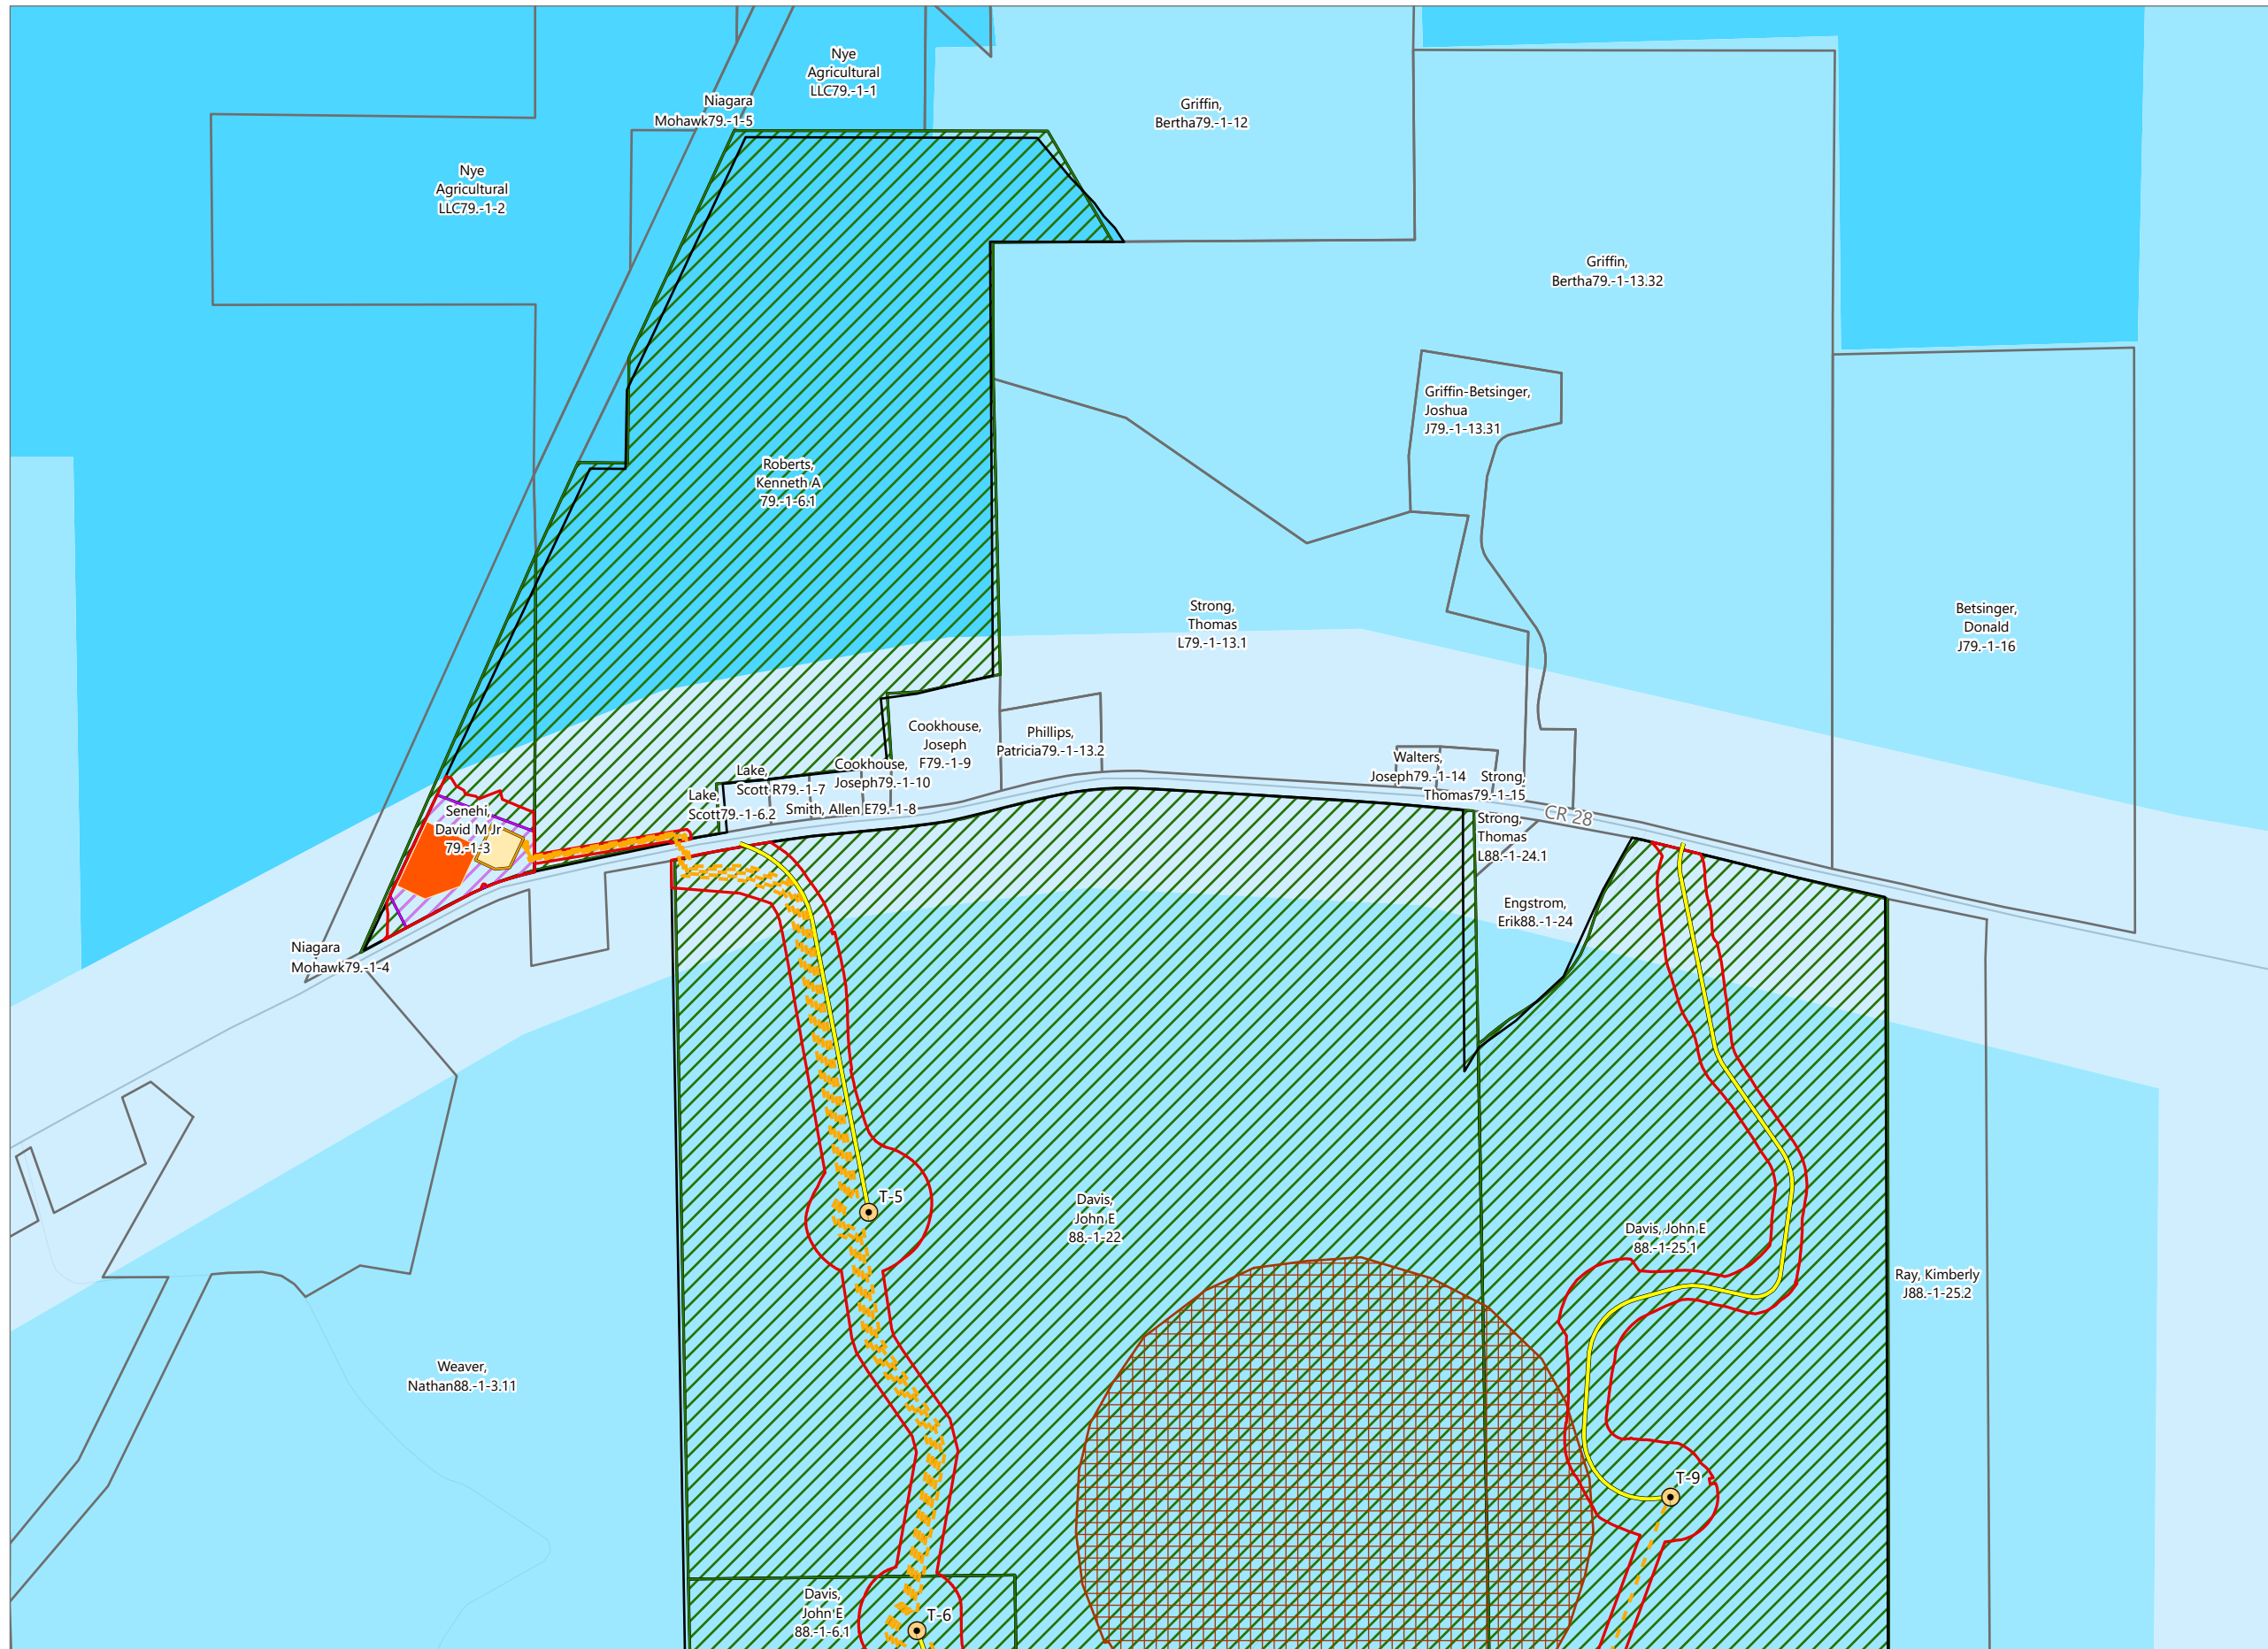 Nye
Agricultural
LLC79.-1-1
Niagara
Mohawk79.-1-5
Griffin,
Bertha79.-1-12
Nye
Agricultural
LLC79.-1-2
Griffin,
Bertha79.-1-13.32
Griffin-Betsinger,
Joshua
J79.-1-13.31
Roberts,
Kenneth A
79.-1-6.1
Strong,
Thomas
L79.-1-13.1
Betsinger,
Donald
J79.-1-16
Cookhouse,
Joseph
F79.-1-9
Phillips,
Patricia79.-1-13.2
Cookhouse,
Joseph79.-1-10
Lake,
Scott R79.-1-7
Walters,
Joseph79.-1-14
Strong,
Thomas79.-1-15
Lake,
Scott79.-1-6.2
Smith, Allen E79.-1-8
CR 28
Senehi,
David M Jr
79.-1-3
Strong,
Thomas
L88.-1-24.1
Engstrom,
Erik88.-1-24
Niagara
Mohawk79.-1-4
T-5
Davis,
John E
88.-1-22
Davis, John E
88.-1-25.1
Ray, Kimberly
J88.-1-25.2
Weaver,
Nathan88.-1-3.11
T-9
Davis,
John E
88.-1-6.1
T-6